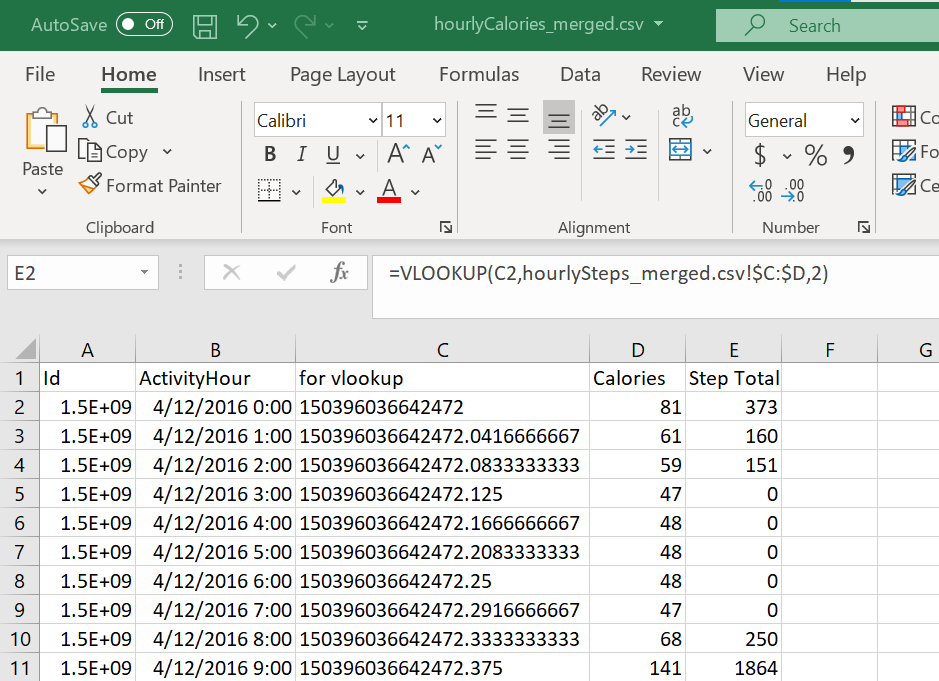 AutoSave Off hourlyCalories_merged.csv Search
File Home Insert Page Layout Formulas Data Review View Help
Cut
Copy
Paste
Format Painter
Clipboard
Calibri 11
B I U A A
A
Font
ab
Alignment
General
$ % 9
Number
Co
Fo
Ce
E2 fx =VLOOKUP(C2,hourlySteps_merged.csv!$C:$D,2)
A B C D E F G
1 Id ActivityHour for vlookup Calories Step Total
2 1.5E+09 4/12/2016 0:00 150396036642472 81 373
3 1.5E+09 4/12/2016 1:00 150396036642472.0416666667 61 160
4 1.5E+09 4/12/2016 2:00 150396036642472.0833333333 59 151
5 1.5E+09 4/12/2016 3:00 150396036642472.125 47 0
6 1.5E+09 4/12/2016 4:00 150396036642472.1666666667 48 0
7 1.5E+09 4/12/2016 5:00 150396036642472.2083333333 48 0
8 1.5E+09 4/12/2016 6:00 150396036642472.25 48 0
9 1.5E+09 4/12/2016 7:00 150396036642472.2916666667 47 0
10 1.5E+09 4/12/2016 8:00 150396036642472.3333333333 68 250
11 1.5E+09 4/12/2016 9:00 150396036642472.375 141 1864